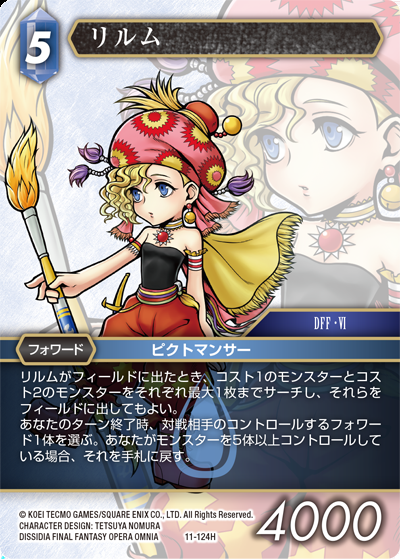 5
リルム
DFF・VI
フォワード
ピクトマンサー
リルムがフィールドに出たとき、コスト1のモンスターとコス
ト2のモンスターをそれぞれ最大1枚までサーチし、それらを
フィールドに出してもよい。
あなたのターン終了時、対戦相手のコントロールするフォワー
ド1体を選ぶ。あなたがモンスターを5体以上コントロールして
いる場合、それを手札に戻す。
© KOEI TECMO GAMES/SQUARE ENIX CO., LTD. All Rights Reserved.
CHARACTER DESIGN: TETSUYA NOMURA
DISSIDIA FINAL FANTASY OPERA OMNIA
11-124H
4000